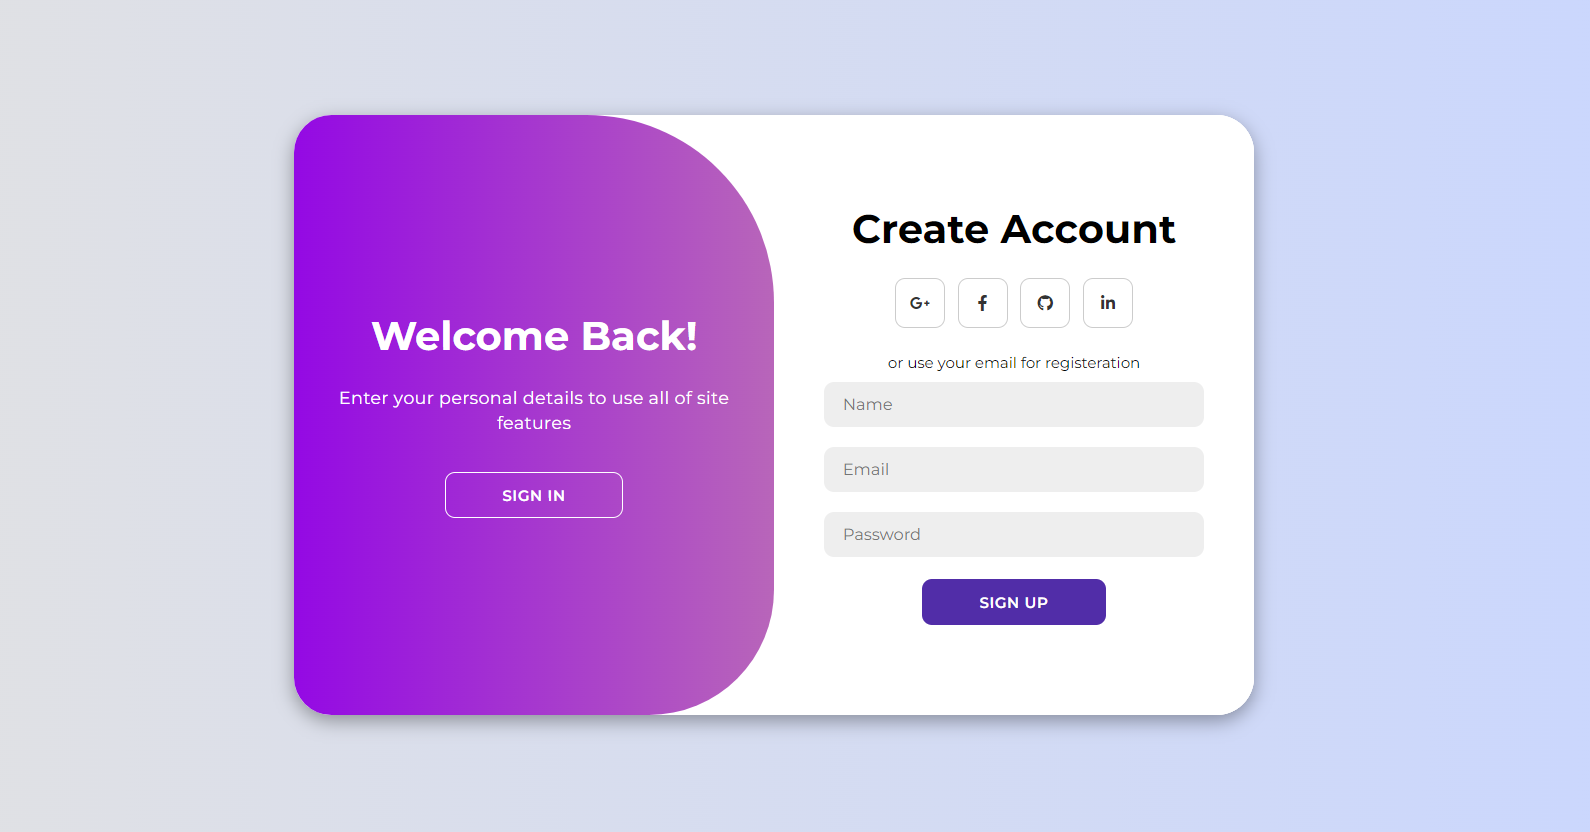 Welcome Back!
Enter your personal details to use all of site
features
SIGN IN
Create Account
G+
f
in
or use your email for registeration
Name
Email
Password
SIGN UP